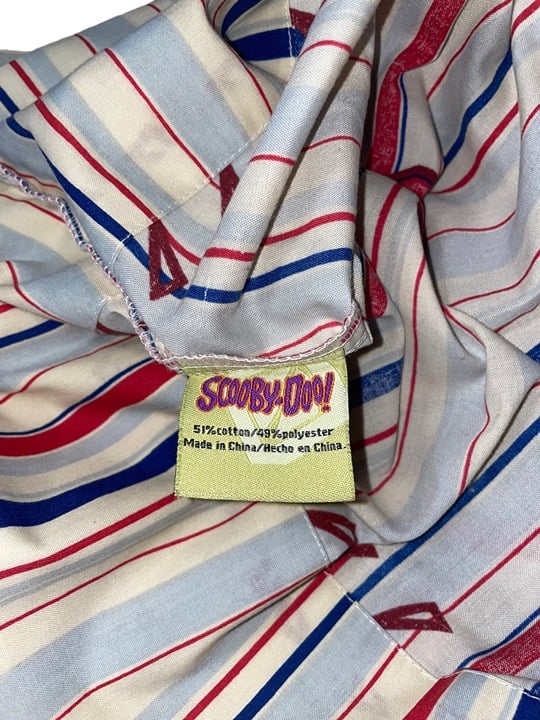 SCOOBY-DOO!
51%cotton/49%polyester
Made in China/Hecho en China